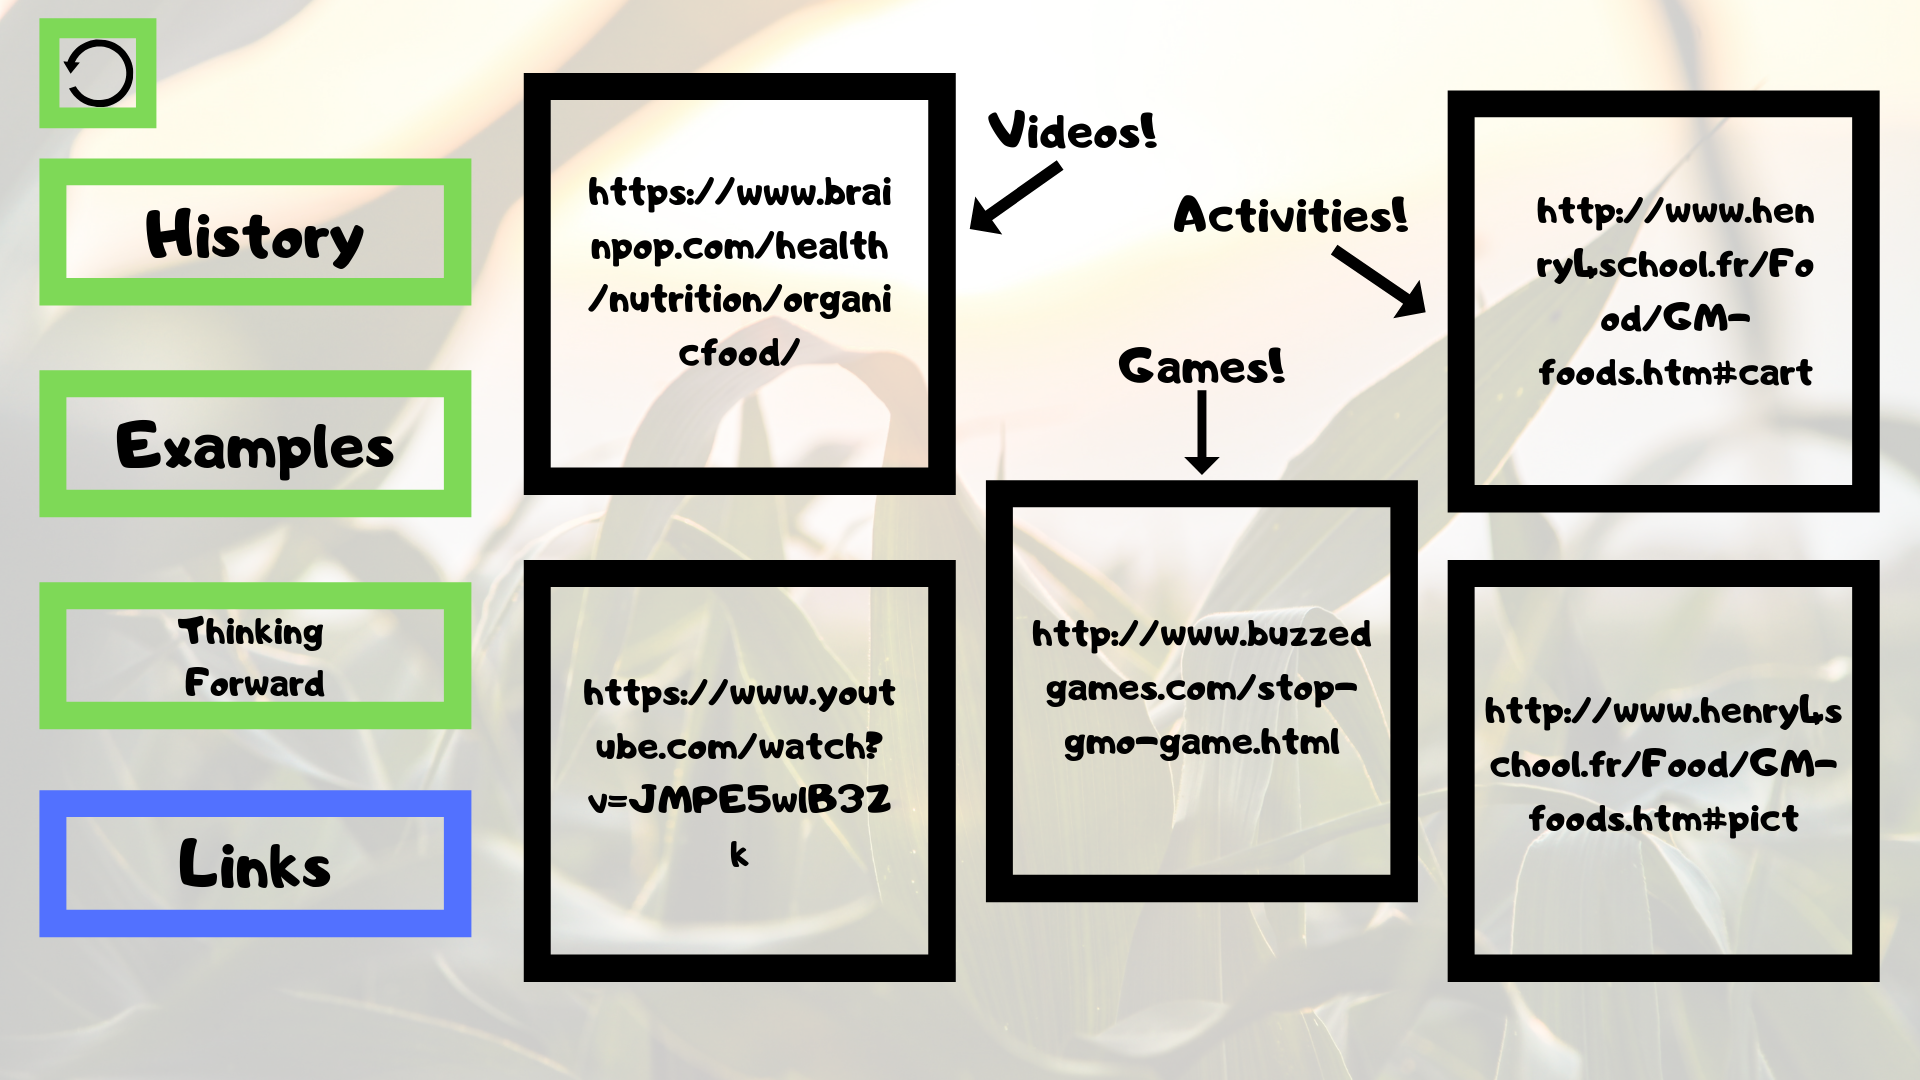 History
Examples
Thinking
Forward
Links
https://www.brai
npop.com/health
/nutrition/organi
cfood/
Videos!
Activities!
Games!
http://www.hen
ry4school.fr/Fo
od/GM-
foods.htm#cart
https://www.yout
ube.com/watch?
v=JMPE5wlB3Z
k
http://www.buzzed
games.com/stop-
gmo-game.html
http://www.henry4s
chool.fr/Food/GM-
foods.htm#pict